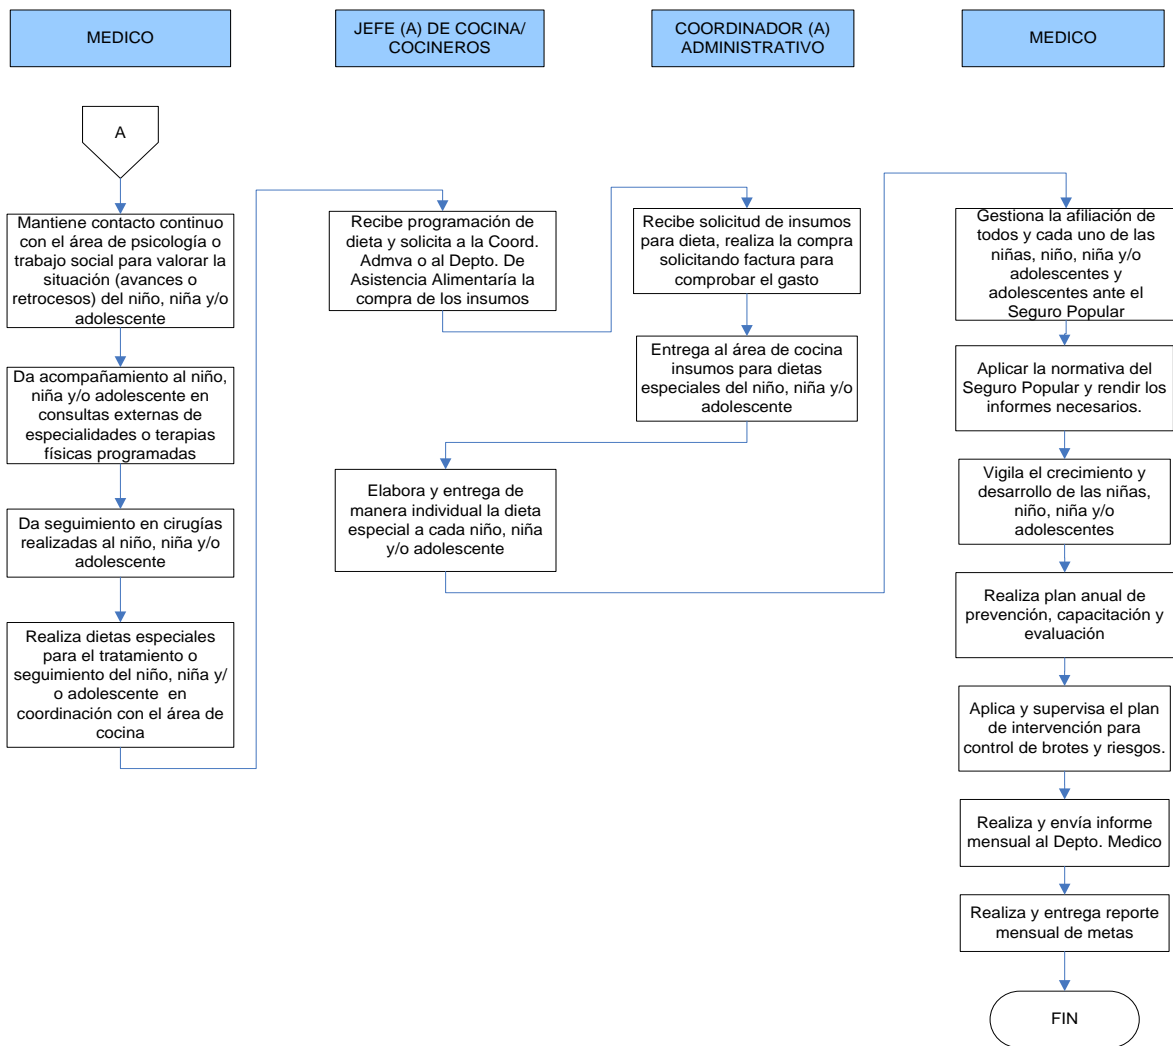 MEDICO
JEFE (A) DE COCINA/
COCINEROS
COORDINADOR (A)
ADMINISTRATIVO
MEDICO
A
Mantiene contacto continuo
con el área de psicología o
trabajo social para valorar la
situación (avances o
retrocesos) del niño, niña y/o
adolescente
Da acompañamiento al niño,
niña y/o adolescente en
consultas externas de
especialidades o terapias
físicas programadas
Da seguimiento en cirugías
realizadas al niño, niña y/o
adolescente
Realiza dietas especiales
para el tratamiento o
seguimiento del niño, niña y/
o adolescente en
coordinación con el área de
cocina
Recibe programación de
dieta y solicita a la Coord.
Admva o al Depto. De
Asistencia Alimentaría la
compra de los insumos
Recibe solicitud de insumos
para dieta, realiza la compra
solicitando factura para
comprobar el gasto
Entrega al área de cocina
insumos para dietas
especiales del niño, niña y/o
adolescente
Elabora y entrega de
manera individual la dieta
especial a cada niño, niña
y/o adolescente
Gestiona la afiliación de
todos y cada uno de las
niñas, niño, niña y/o
adolescentes y
adolescentes ante el
Seguro Popular
Aplicar la normativa del
Seguro Popular y rendir los
informes necesarios.
Vigila el crecimiento y
desarrollo de las niñas,
niño, niña y/o
adolescentes
Realiza plan anual de
prevención, capacitación y
evaluación
Aplica y supervisa el plan
de intervención para
control de brotes y riesgos.
Realiza y envía informe
mensual al Depto. Medico
Realiza y entrega reporte
mensual de metas
FIN